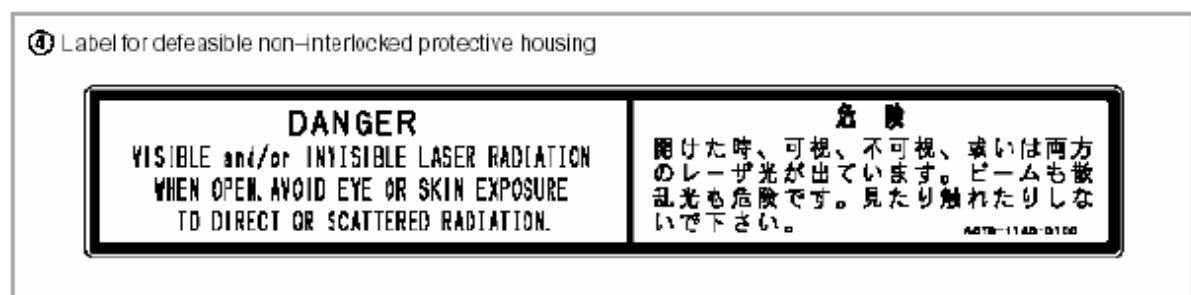 ④ Label for defeasible non-interlocked protective housing
DANGER
VISIBLE and/or INVISIBLE LASER RADIATION
WHEN OPEN. AVOID EYE OR SKIN EXPOSURE
TO DIRECT OR SCATTERED RADIATION.
危 険
開けた時、可視、不可視、或いは両方
のレーザ光が出ています。ビームも散
乱光も危険です。見たり触れたりしな
いで下さい。